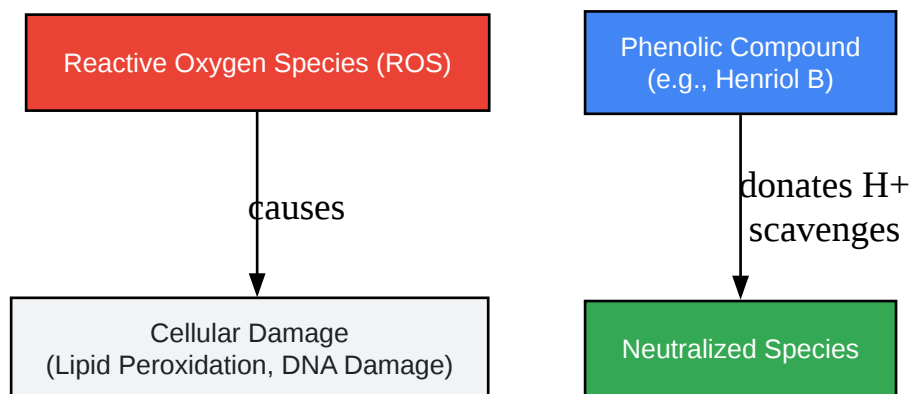 Reactive Oxygen Species (ROS)
Phenolic Compound
(e.g., Henriol B)
causes
donates H+
scavenges
Cellular Damage
(Lipid Peroxidation, DNA Damage)
Neutralized Species